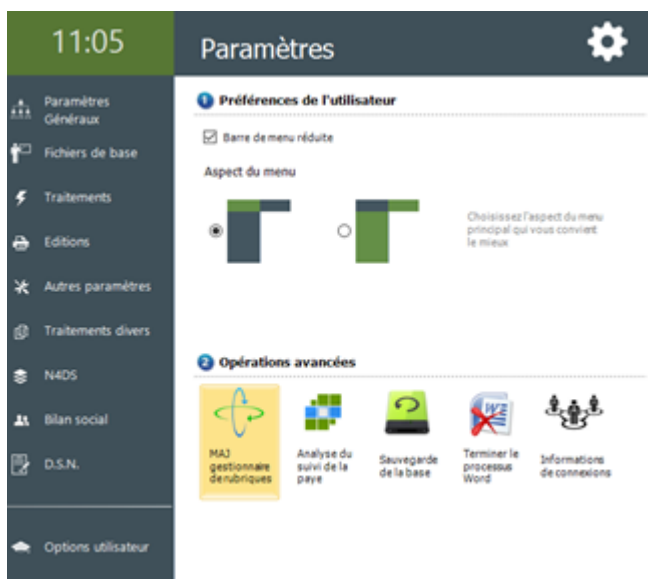 11:05
Paramètres
Paramètres
Généraux
Fichiers de base
Traitements
Editions
Autres paramètres
Traitements divers
N4DS
Bilan social
D.S.N.
Options utilisateur
1 Préférences de l'utilisateur
Barre de menu réduite
Aspect du menu
Choisissez l'aspect du menu
principal qui vous convient
le mieux
2 Opérations avancées
MAJ
gestionnaire
de rubriques
Analyse du
suivi de la
paye
Sauvegarde
de la base
Terminer le
processus
Word
Informations
de connexions